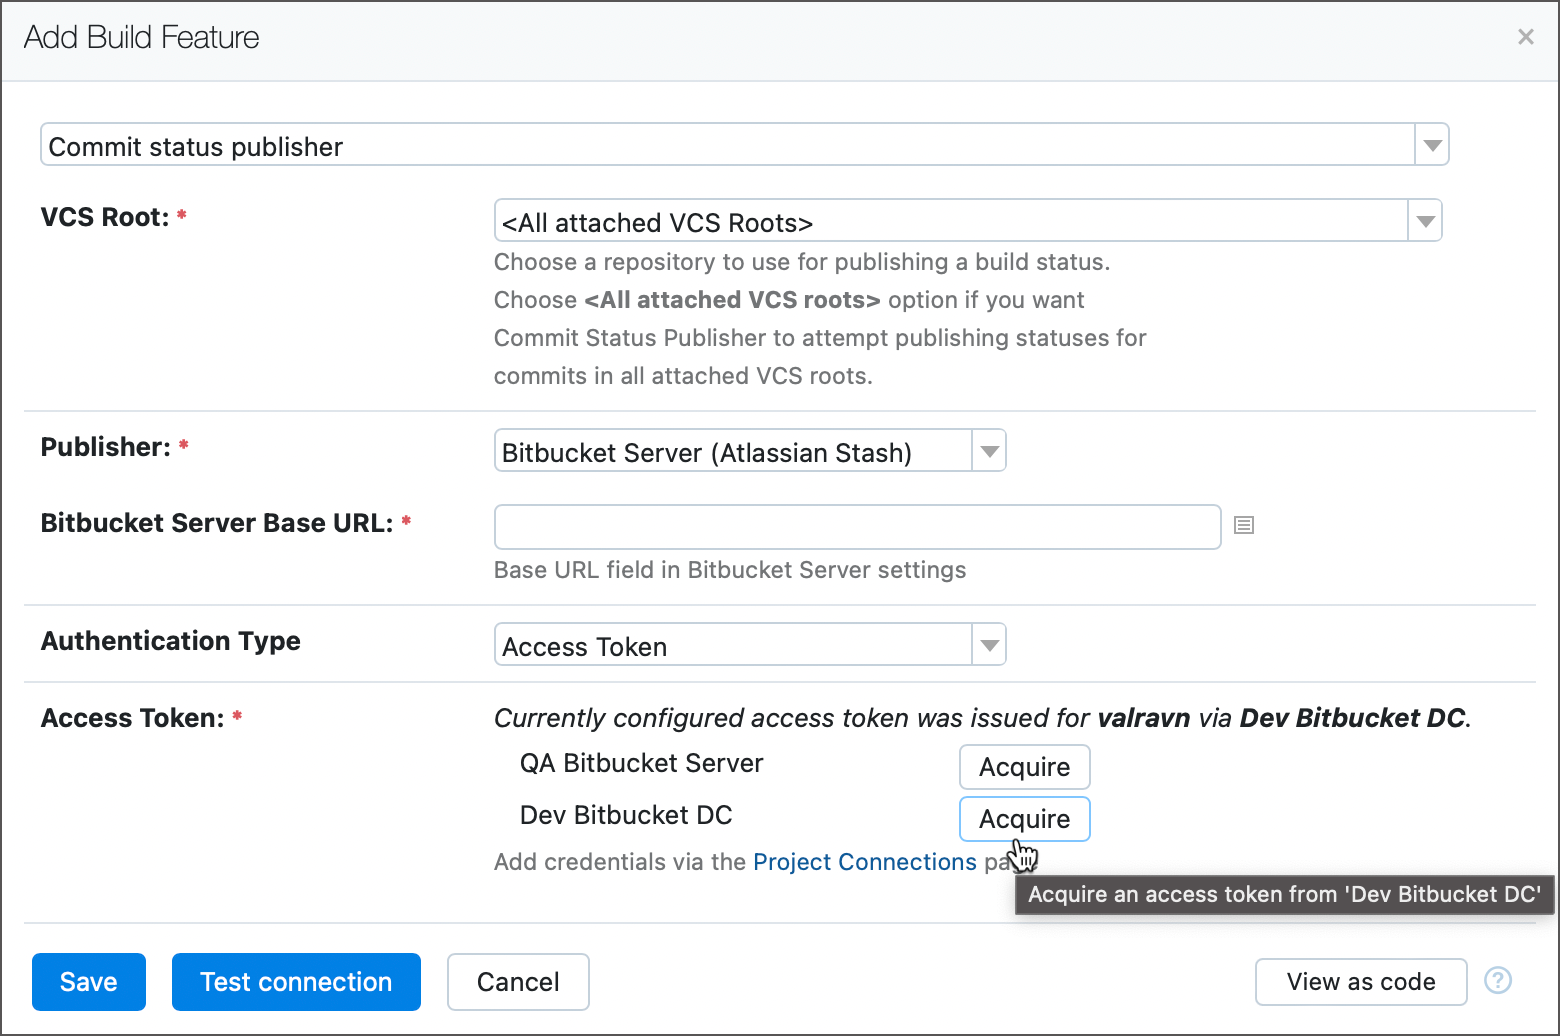 Add Build Feature
×
Commit status publisher
VCS Root: *
<All attached VCS Roots>
Choose a repository to use for publishing a build status.
Choose <All attached VCS roots> option if you want
Commit Status Publisher to attempt publishing statuses for
commits in all attached VCS roots.
Publisher: *
Bitbucket Server (Atlassian Stash)
Bitbucket Server Base URL: *
Base URL field in Bitbucket Server settings
Authentication Type
Access Token
Access Token: *
Currently configured access token was issued for valravn via Dev Bitbucket DC.
QA Bitbucket Server
Acquire
Dev Bitbucket DC
Acquire
Add credentials via the Project Connections
Acquire an access token from 'Dev Bitbucket DC'
Save
Test connection
Cancel
View as code
?